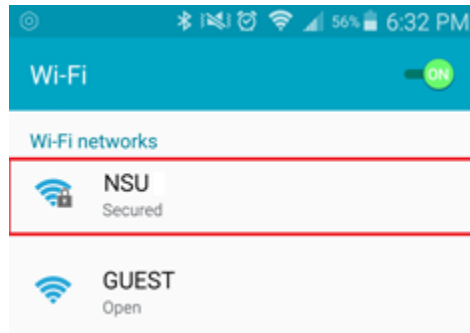 56% 6:32 PM
Wi-Fi
ON
Wi-Fi networks
NSU
Secured
GUEST
Open